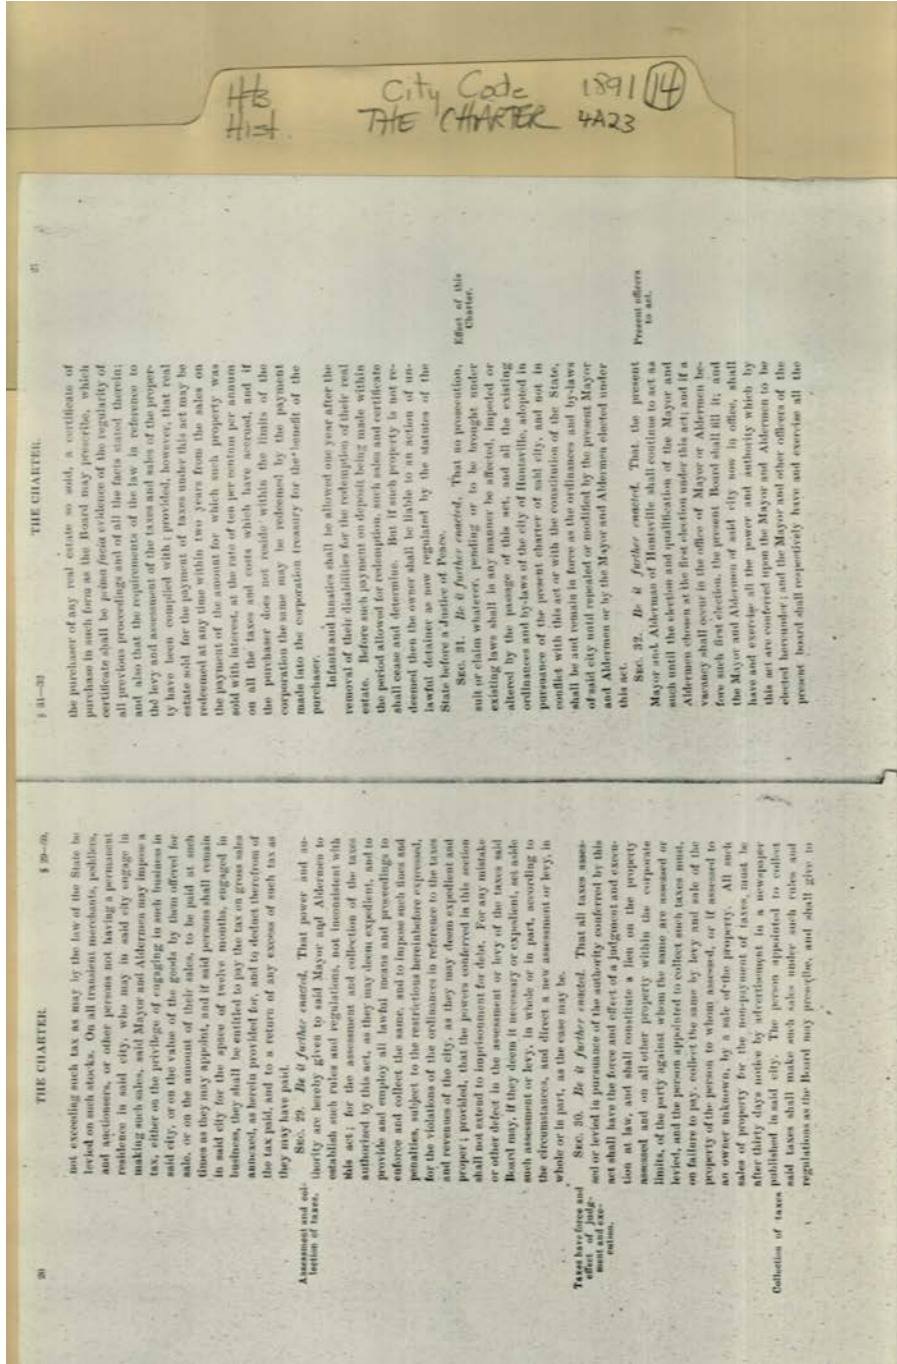 HB City Code 1891 14
Hist. THE CHARTER 4A23
20 THE CHARTER. § 29—30.
not exceeding such tax as may by the law of the State be
levied on such stocks. On all transient merchants, peddlers,
and auctioneers, or other persons not having a permanent
residence in said city, who may in said city engage in
making such sales, said Mayor and Aldermen may impose a
tax, either on the privilege of engaging in such business in
said city, or on the value of the goods by them offered for
sale, or on the amount of their sales, to be paid at such
times as they may appoint, and if said persons shall remain
in said city for the space of twelve months, engaged in
business, they shall be entitled to pay the tax on gross sales
annexed, as herein provided for, and to deduct therefrom of
the tax paid, and to a return of any excess of such tax as
they may have paid.
Assessment and col-
lection of taxes.
SEC. 29. Be it further enacted, That power and au-
thority are hereby given to said Mayor and Aldermen to
establish such rules and regulations, not inconsistent with
this act; for the assessment and collection of the taxes
authorized by this act, as they may deem expedient, and to
provide and employ all lawful means and proceedings to
enforce and collect the same, and to impose such fines and
penalties, subject to the restrictions hereinbefore expressed,
for the violations of the ordinances in reference to the taxes
and revenues of the city, as they may deem expedient and
proper; provided, that the powers conferred in this section
shall not extend to imprisonment for debt. For any mistake
or other defect in the assessment or levy of the taxes said
Board may, if they deem it necessary or expedient, set aside
such assessment or levy, in whole or in part, according to
the circumstances, and direct a new assessment or levy, in
whole or in part, as the case may be.
Taxes have force and
effect of judg-
ment and exe-
cution.
SEC. 30. Be it further enacted. That all taxes asses-
sed or levied in pursuance of the authority conferred by this
act shall have the force and effect of a judgment and execu-
tion at law, and shall constitute a lien on the property
assessed and on all other property within the corporate
limits, of the party against whom the same are assessed or
levied, and the person appointed to collect such taxes must,
on failure to pay, collect the same by levy and sale of the
property of the person to whom assessed, or if assessed to
an owner unknown, by a sale of the property. All such
sales of property for the non-payment of taxes, must be
after thirty days notice by advertisement in a newspaper
Collection of taxes
published in said city. The person appointed to collect
said taxes shall make such sales under such rules and
regulations as the Board may prescribe, and shall give to
§ 31—32 THE CHARTER.
the purchaser of any real estate so sold, a certificate of
purchase in such form as the Board may prescribe, which
certificate shall be prima facia evidence of the regularity of
all previous proceedings and of all the facts stated therein;
and also that the requirements of the law in reference to
the levy and assessment of the taxes and sales of the proper-
ty have been complied with; provided, however, that real
estate sold for the payment of taxes under this act may be
redeemed at any time within two years from the sales on
the payment of the amount for which such property was
sold with interest, at the rate of ten per centum per annum
on all the taxes and costs which have accrued, and if
the purchaser does not reside within the limits of the
corporation the same may be redeemed by the payment
made into the corporation treasury for the benefit of the
purchaser.
Infants and lunatics shall be allowed one year after the
removal of their disabilities for the redemption of their real
estate. Before such payment on deposit being made within
the period allowed for redemption, such sales and certificate
shall cease and determine. But if such property is not re-
deemed then the owner shall be liable to an action of un-
lawful detainer as now regulated by the statutes of the
State before a Justice of Peace.
Effect of this
Charter.
SEC. 31. Be it further enacted, That no prosecution,
suit or claim whatever, pending or to be brought under
existing laws shall in any manner be affected, impeded or
altered by the passage of this act, and all the existing
ordinances and by-laws of the city of Huntsville, adopted in
pursuance of the present charter of said city, and not in
conflict with this act or with the constitution of the State,
shall be and remain in force as the ordinances and by-laws
of said city until repealed or modified by the present Mayor
and Aldermen or by the Mayor and Aldermen elected under
this act.
Present officers
to act.
SEC. 32. Be it further enacted. That the present
Mayor and Alderman of Huntsville shall continue to act as
such until the election and qualification of the Mayor and
Aldermen chosen at the first election under this act; and if a
vacancy shall occur in the office of Mayor or Aldermen be-
fore such first election, the present Board shall fill it; and
the Mayor and Aldermen of said city now in office, shall
have and exercise all the power and authority which by
this act are conferred upon the Mayor and Aldermen to be
elected hereunder; and the Mayor and other officers of the
present board shall respectively have and exercise all the